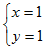 x = 1
y = 1